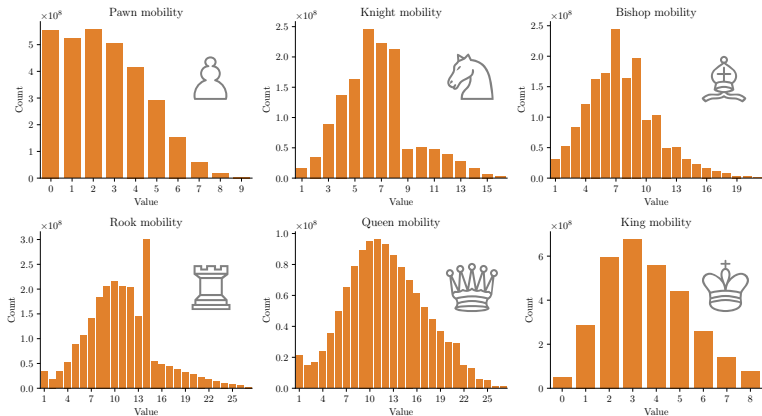 Pawn mobility
×10⁸
5
4
3
2
1
0
Count
0 1 2 3 4 5 6 7 8 9
Value
Knight mobility
×10⁸
2.5
2.0
1.5
1.0
0.5
0.0
Count
1 3 5 7 9 11 13 15
Value
Bishop mobility
×10⁸
2.5
2.0
1.5
1.0
0.5
0.0
Count
1 4 7 10 13 16 19
Value
Rook mobility
×10⁸
3.0
2.5
2.0
1.5
1.0
0.5
0.0
Count
1 4 7 10 13 16 19 22 25
Value
Queen mobility
×10⁸
1.0
0.8
0.6
0.4
0.2
0.0
Count
1 4 7 10 13 16 19 22 25
Value
King mobility
×10⁸
6
4
2
0
Count
0 1 2 3 4 5 6 7 8
Value